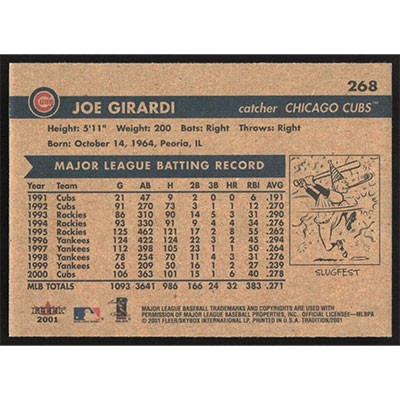 268
JOE GIRARDI catcher CHICAGO CUBS™
Height: 5'11" Weight: 200 Bats: Right Throws: Right
Born: October 14, 1964, Peoria, IL
MAJOR LEAGUE BATTING RECORD
Year Team G AB H 2B 3B HR RBI AVG
1991 Cubs 21 47 9 2 0 0 6 .191
1992 Cubs 91 270 73 3 1 1 12 .270
1993 Rockies 86 310 90 14 5 3 31 .290
1994 Rockies 93 330 91 9 4 4 34 .276
1995 Rockies 125 462 121 17 2 8 55 .262
1996 Yankees 124 422 124 22 3 2 45 .294
1997 Yankees 112 398 105 23 1 1 50 .264
1998 Yankees 78 254 70 11 4 3 31 .276
1999 Yankees 65 209 50 16 1 2 27 .239
2000 Cubs 106 363 101 15 1 6 40 .278
MLB TOTALS 1093 3641 986 166 24 32 383 .271
SLUGFEST
FLEER
2001
MAJOR LEAGUE BASEBALL TRADEMARKS AND COPYRIGHTS ARE USED WITH
PERMISSION OF MAJOR LEAGUE BASEBALL PROPERTIES, INC. OFFICIAL LICENSEE—MLBPA
© 2001 FLEER/SKYBOX INTERNATIONAL LP. PRINTED IN U.S.A. TRADITION/2001